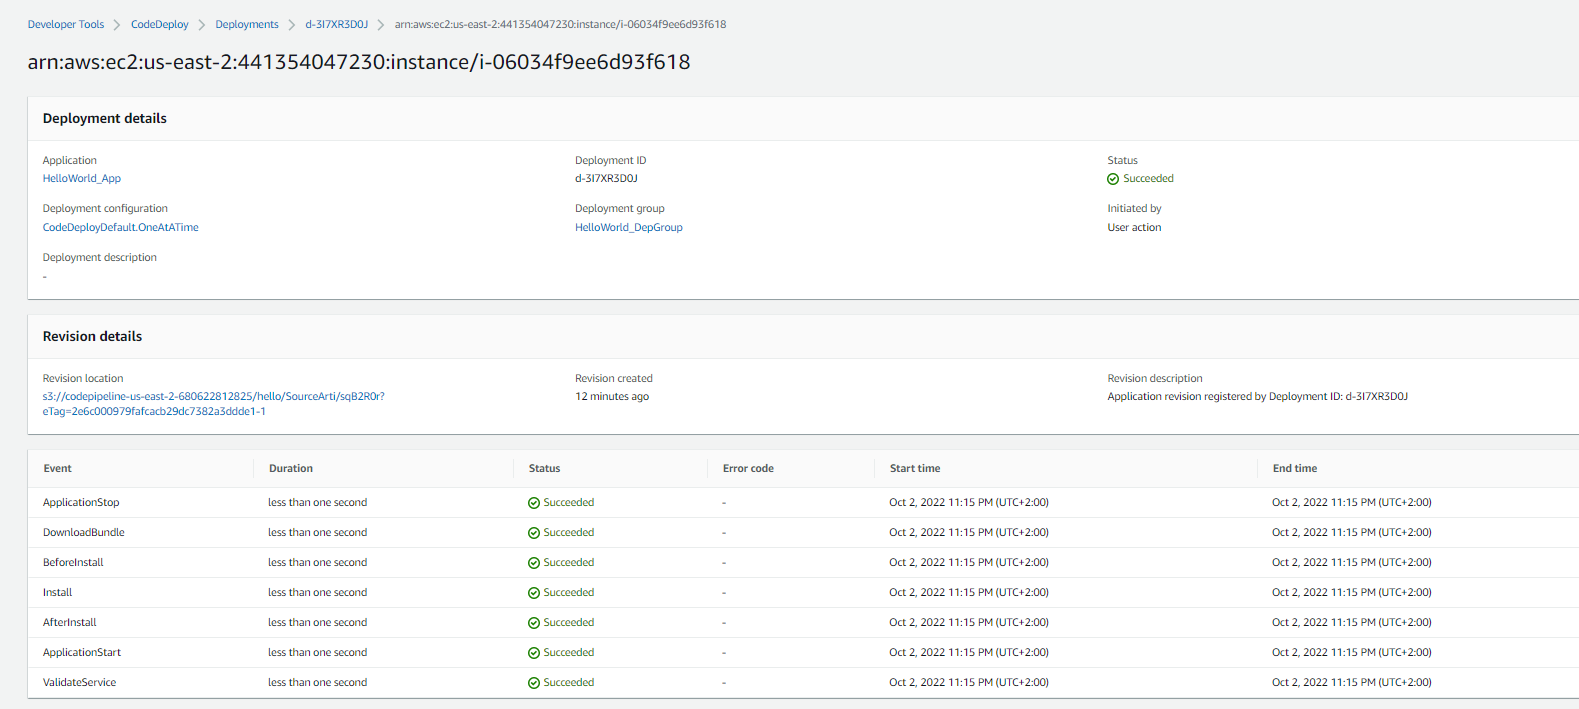 Developer Tools > CodeDeploy > Deployments > d-3I7XR3D0J > arn:aws:ec2:us-east-2:441354047230:instance/i-06034f9ee6d93f618
arn:aws:ec2:us-east-2:441354047230:instance/i-06034f9ee6d93f618
Deployment details
Application Deployment ID Status
HelloWorld_App d-3I7XR3D0J Succeeded
Deployment configuration Deployment group Initiated by
CodeDeployDefault.OneAtATime HelloWorld_DepGroup User action
Deployment description
-
Revision details
Revision location Revision created Revision description
s3://codepipeline-us-east-2-680622812825/hello/SourceArti/sqB2R0r? 12 minutes ago Application revision registered by Deployment ID: d-3I7XR3D0J
eTag=2e6c000979fafcacb29dc7382a3ddde1-1
Event Duration Status Error code Start time End time
ApplicationStop less than one second Succeeded - Oct 2, 2022 11:15 PM (UTC+2:00) Oct 2, 2022 11:15 PM (UTC+2:00)
DownloadBundle less than one second Succeeded - Oct 2, 2022 11:15 PM (UTC+2:00) Oct 2, 2022 11:15 PM (UTC+2:00)
BeforeInstall less than one second Succeeded - Oct 2, 2022 11:15 PM (UTC+2:00) Oct 2, 2022 11:15 PM (UTC+2:00)
Install less than one second Succeeded - Oct 2, 2022 11:15 PM (UTC+2:00) Oct 2, 2022 11:15 PM (UTC+2:00)
AfterInstall less than one second Succeeded - Oct 2, 2022 11:15 PM (UTC+2:00) Oct 2, 2022 11:15 PM (UTC+2:00)
ApplicationStart less than one second Succeeded - Oct 2, 2022 11:15 PM (UTC+2:00) Oct 2, 2022 11:15 PM (UTC+2:00)
ValidateService less than one second Succeeded - Oct 2, 2022 11:15 PM (UTC+2:00) Oct 2, 2022 11:15 PM (UTC+2:00)